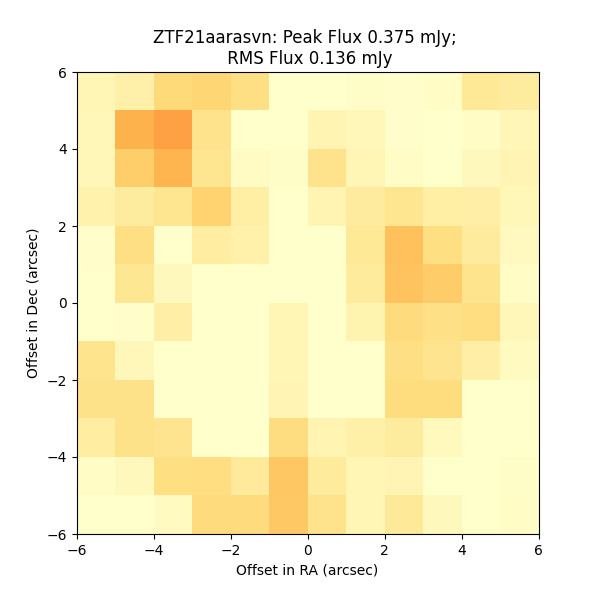 ZTF21aarasvn: Peak Flux 0.375 mJy;
RMS Flux 0.136 mJy
6
4
2
0
−2
−4
−6
Offset in Dec (arcsec)
−6 −4 −2 0 2 4 6
Offset in RA (arcsec)